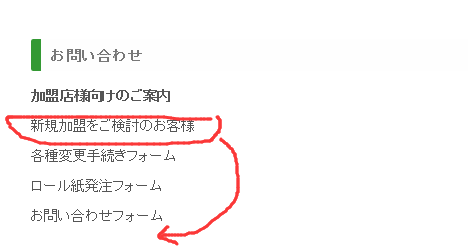 お問い合わせ
加盟店様向けのご案内
新規加盟をご検討のお客様
各種変更手続きフォーム
ロール紙発注フォーム
お問い合わせフォーム